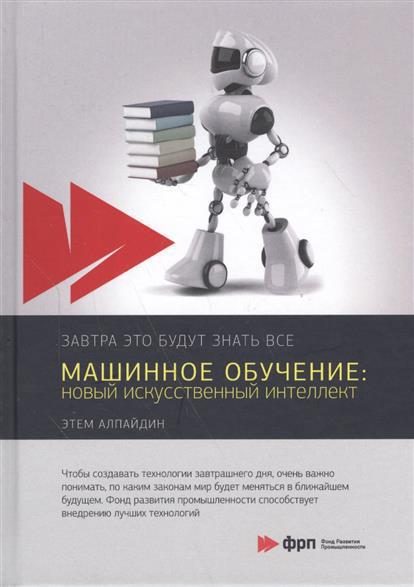 ЗАВТРА ЭТО БУДУТ ЗНАТЬ ВСЕ
МАШИННОЕ ОБУЧЕНИЕ:
НОВЫЙ ИСКУССТВЕННЫЙ ИНТЕЛЛЕКТ
ЭТЕМ АЛПАЙДИН
Чтобы создавать технологии завтрашнего дня, очень важно
понимать, по каким законам мир будет меняться в ближайшем
будущем. Фонд развития промышленности способствует
внедрению лучших технологий
фрп
Фонд Развития
Промышленности